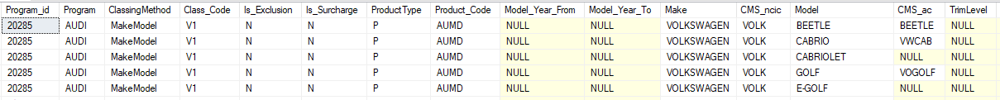 Program_id Program ClassingMethod Class_Code Is_Exclusion Is_Surcharge ProductType Product_Code Model_Year_From Model_Year_To Make CMS_ncic Model CMS_ac TrimLevel
20285 AUDI MakeModel V1 N N P AUMD NULL NULL VOLKSWAGEN VOLK BEETLE BEETLE NULL
20285 AUDI MakeModel V1 N N P AUMD NULL NULL VOLKSWAGEN VOLK CABRIO VWCAB NULL
20285 AUDI MakeModel V1 N N P AUMD NULL NULL VOLKSWAGEN VOLK CABRIOLET NULL NULL
20285 AUDI MakeModel V1 N N P AUMD NULL NULL VOLKSWAGEN VOLK GOLF VOGOLF NULL
20285 AUDI MakeModel V1 N N P AUMD NULL NULL VOLKSWAGEN VOLK E-GOLF NULL NULL